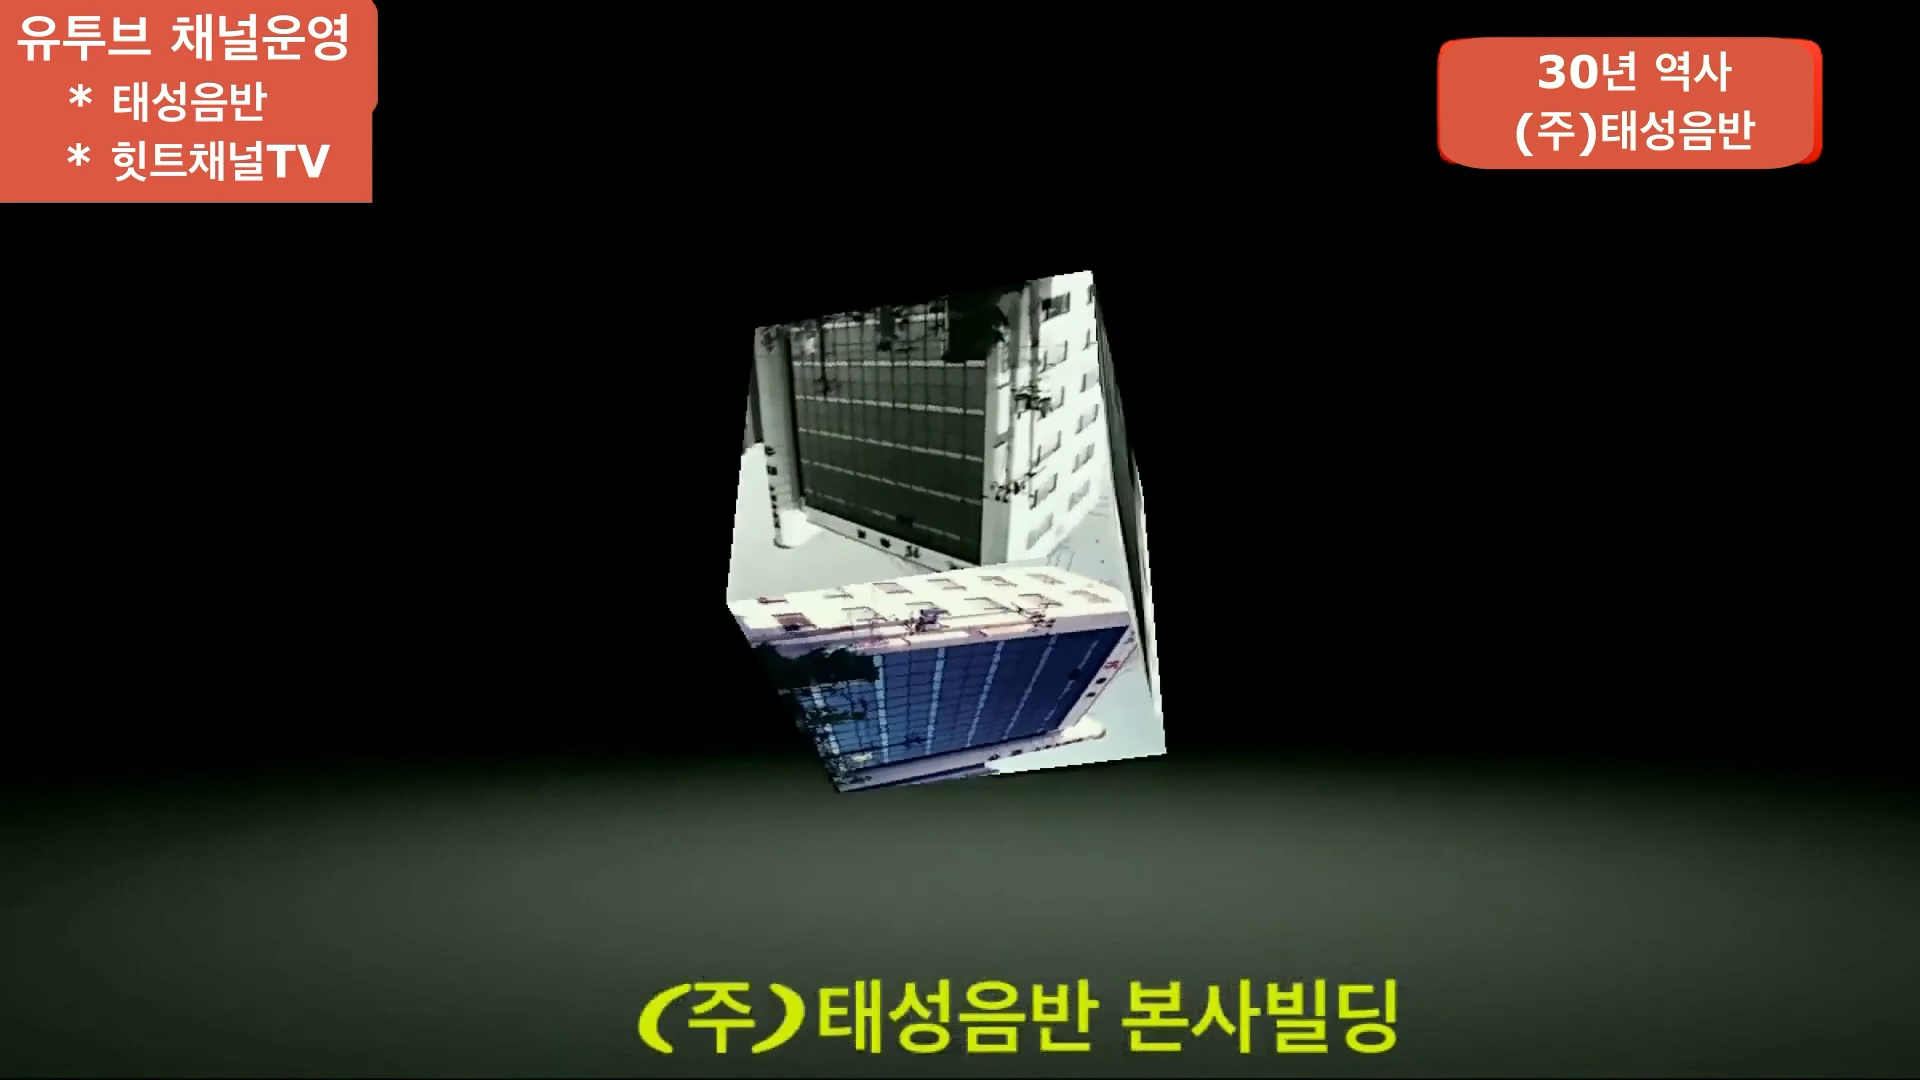 유투브 채널운영
* 태성음반
* 힛트채널TV
30년 역사
(주)태성음반
(주)태성음반 본사빌딩